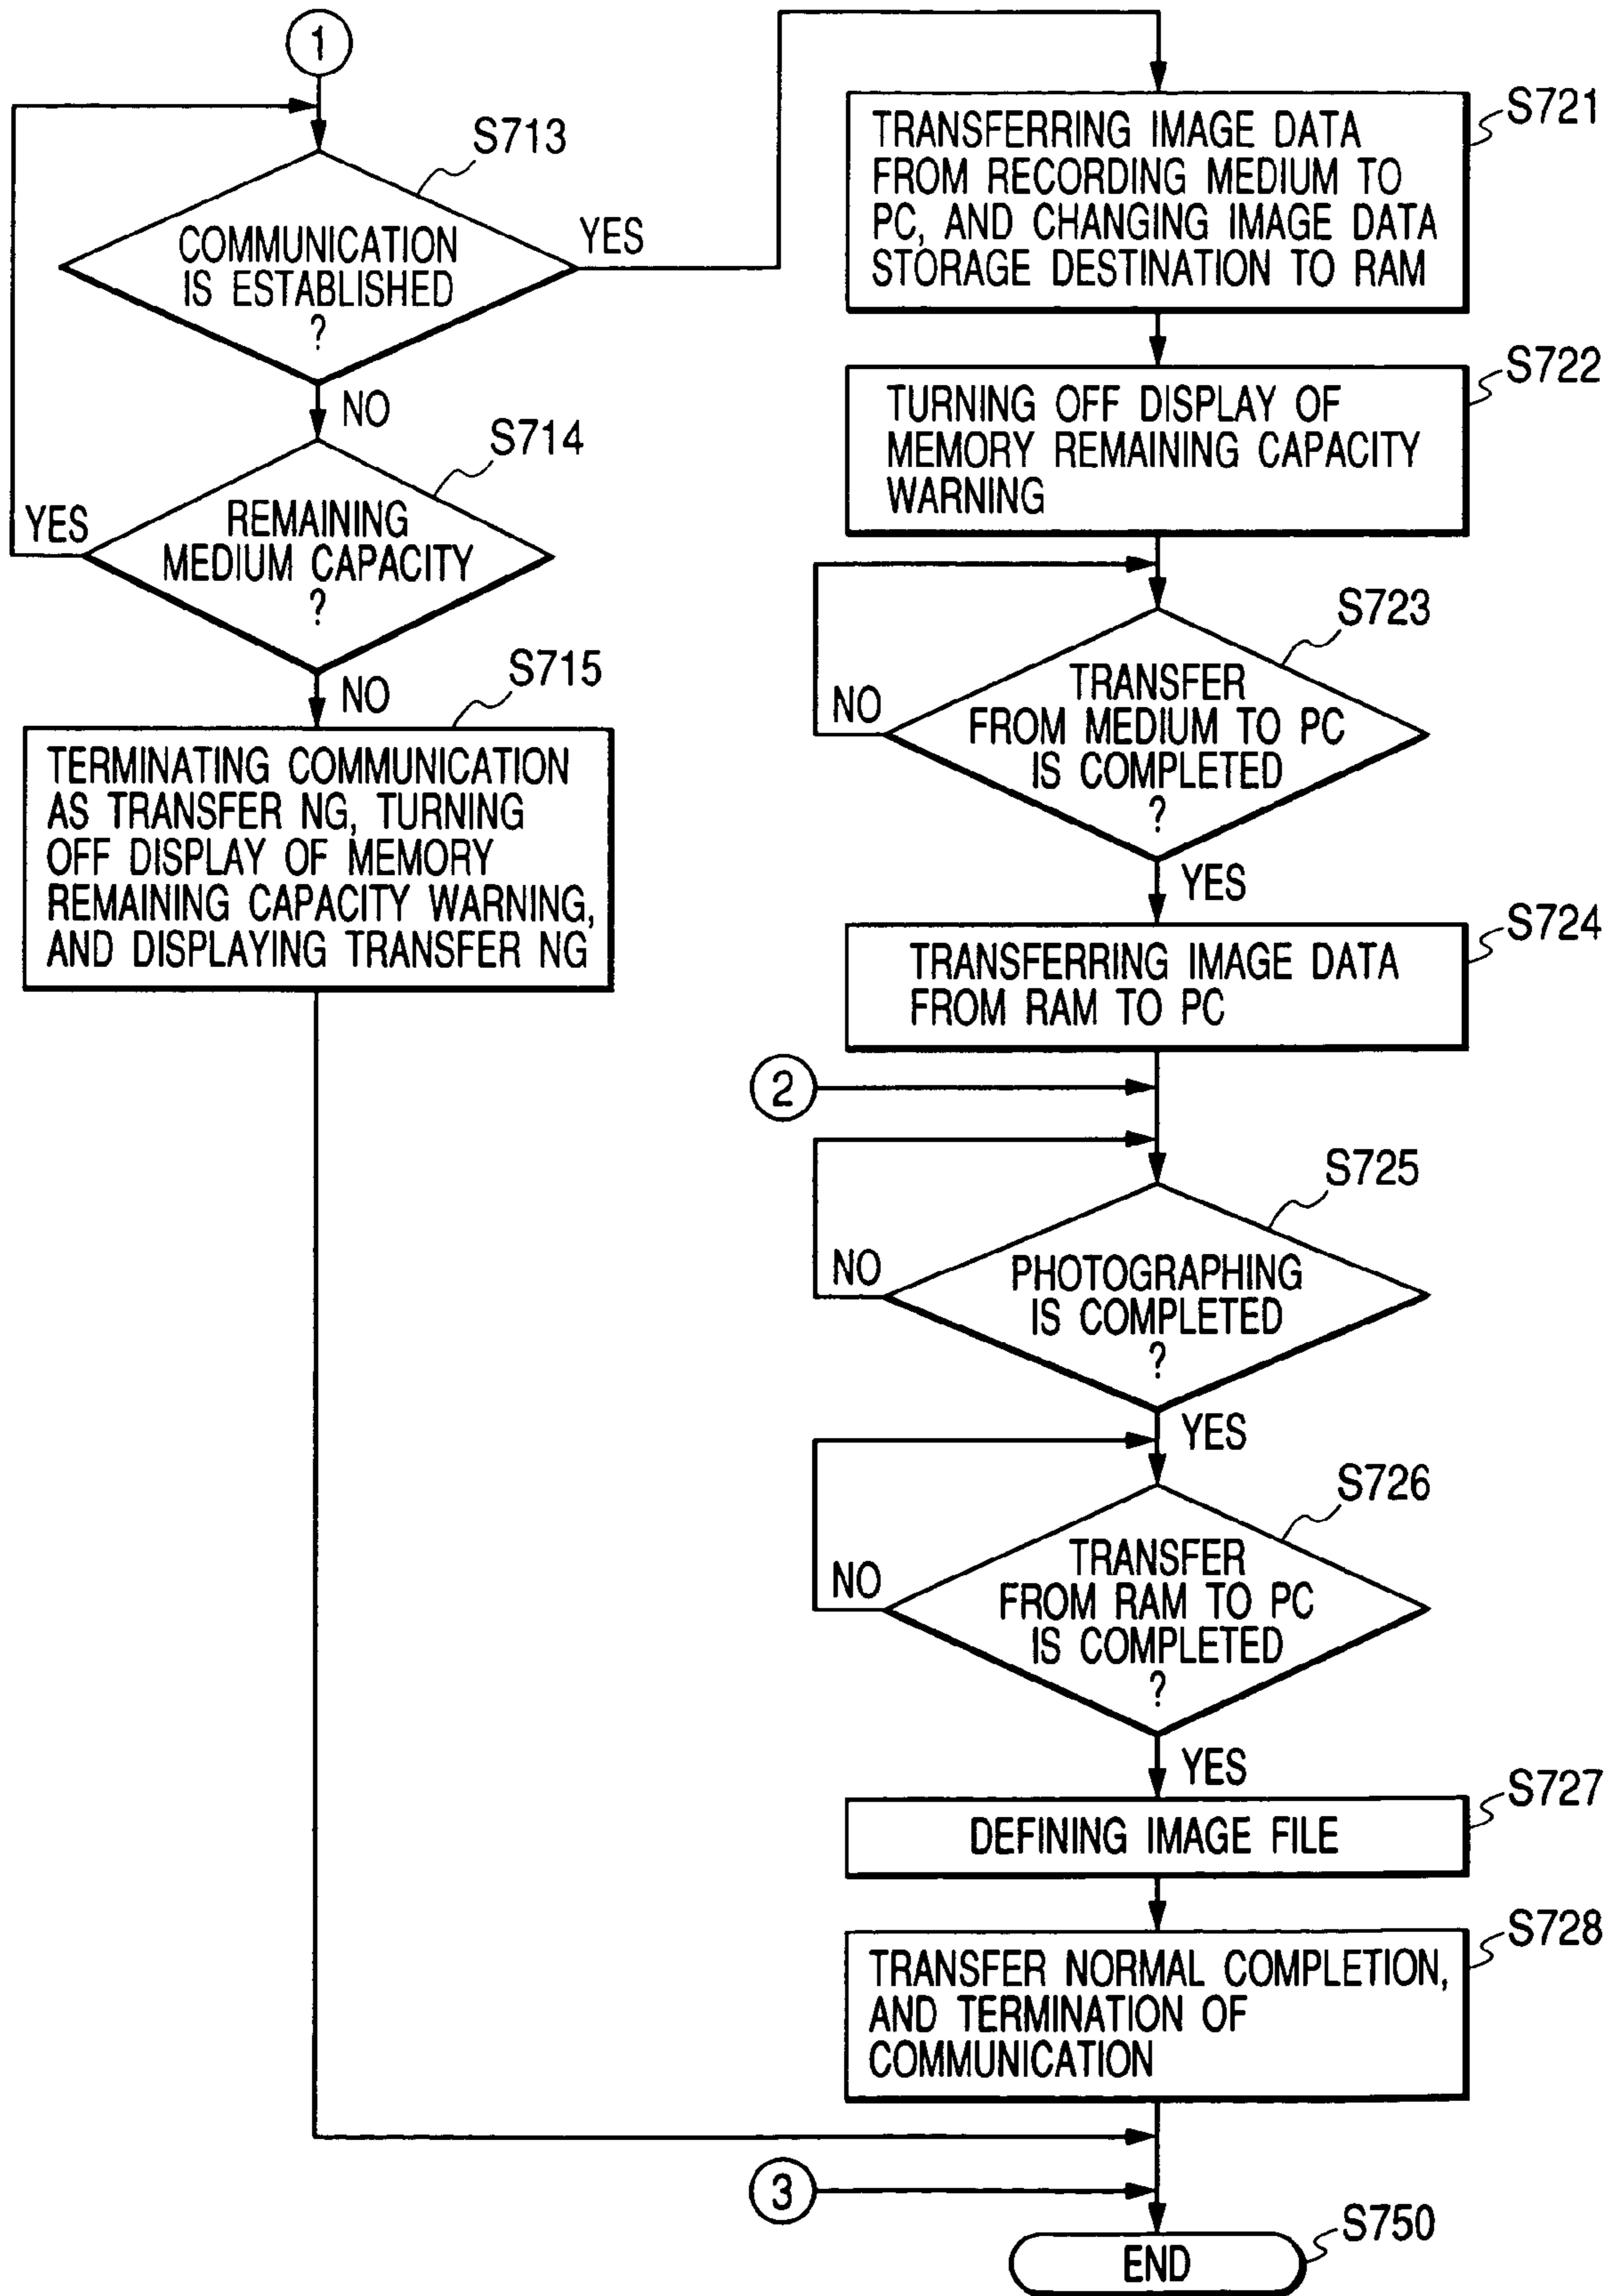 1
S713
COMMUNICATION
IS ESTABLISHED
?
YES
NO
S714
REMAINING
MEDIUM CAPACITY
?
YES
NO
S715
TERMINATING COMMUNICATION
AS TRANSFER NG, TURNING
OFF DISPLAY OF MEMORY
REMAINING CAPACITY WARNING,
AND DISPLAYING TRANSFER NG
S721
TRANSFERRING IMAGE DATA
FROM RECORDING MEDIUM TO
PC, AND CHANGING IMAGE DATA
STORAGE DESTINATION TO RAM
S722
TURNING OFF DISPLAY OF
MEMORY REMAINING CAPACITY
WARNING
S723
TRANSFER
FROM MEDIUM TO PC
IS COMPLETED
?
NO
YES
S724
TRANSFERRING IMAGE DATA
FROM RAM TO PC
2
S725
PHOTOGRAPHING
IS COMPLETED
?
NO
YES
S726
TRANSFER
FROM RAM TO PC
IS COMPLETED
?
NO
YES
S727
DEFINING IMAGE FILE
S728
TRANSFER NORMAL COMPLETION,
AND TERMINATION OF
COMMUNICATION
3
S750
END